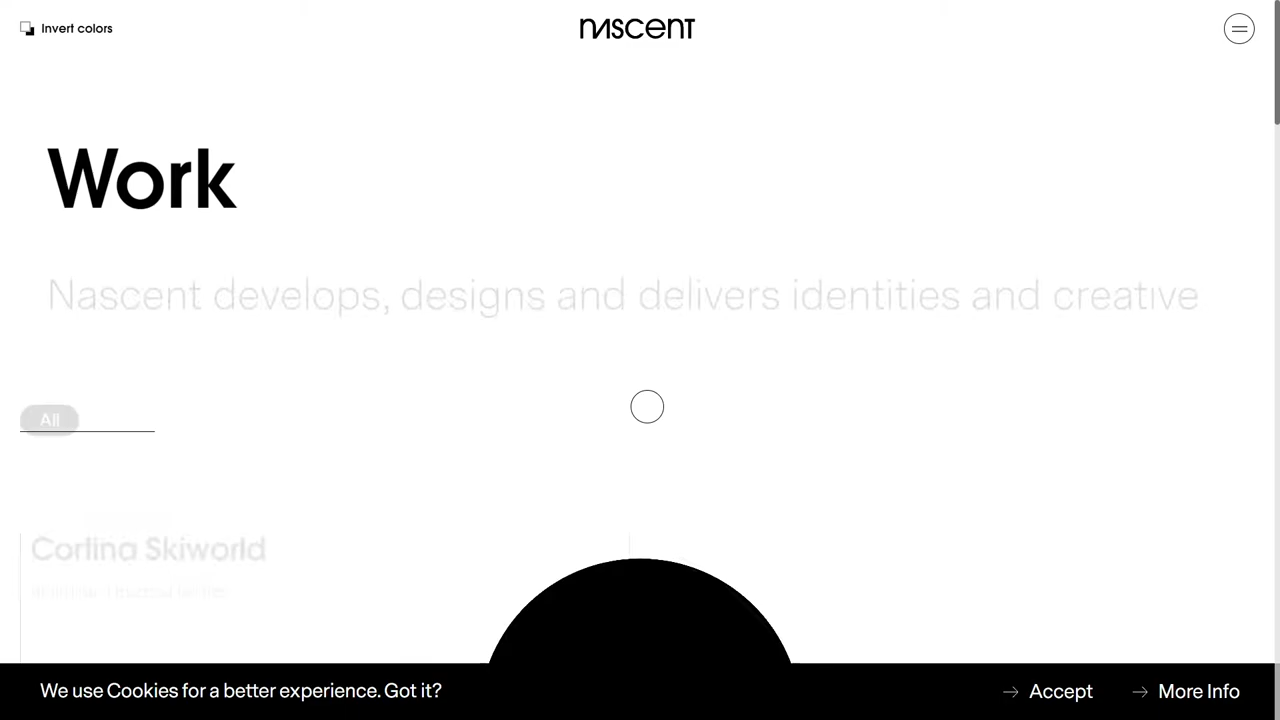 Invert colors
nascent
Work
Nascent develops, designs and delivers identities and creative
All
Cortina Skiworld
We use Cookies for a better experience. Got it?
Accept
More Info